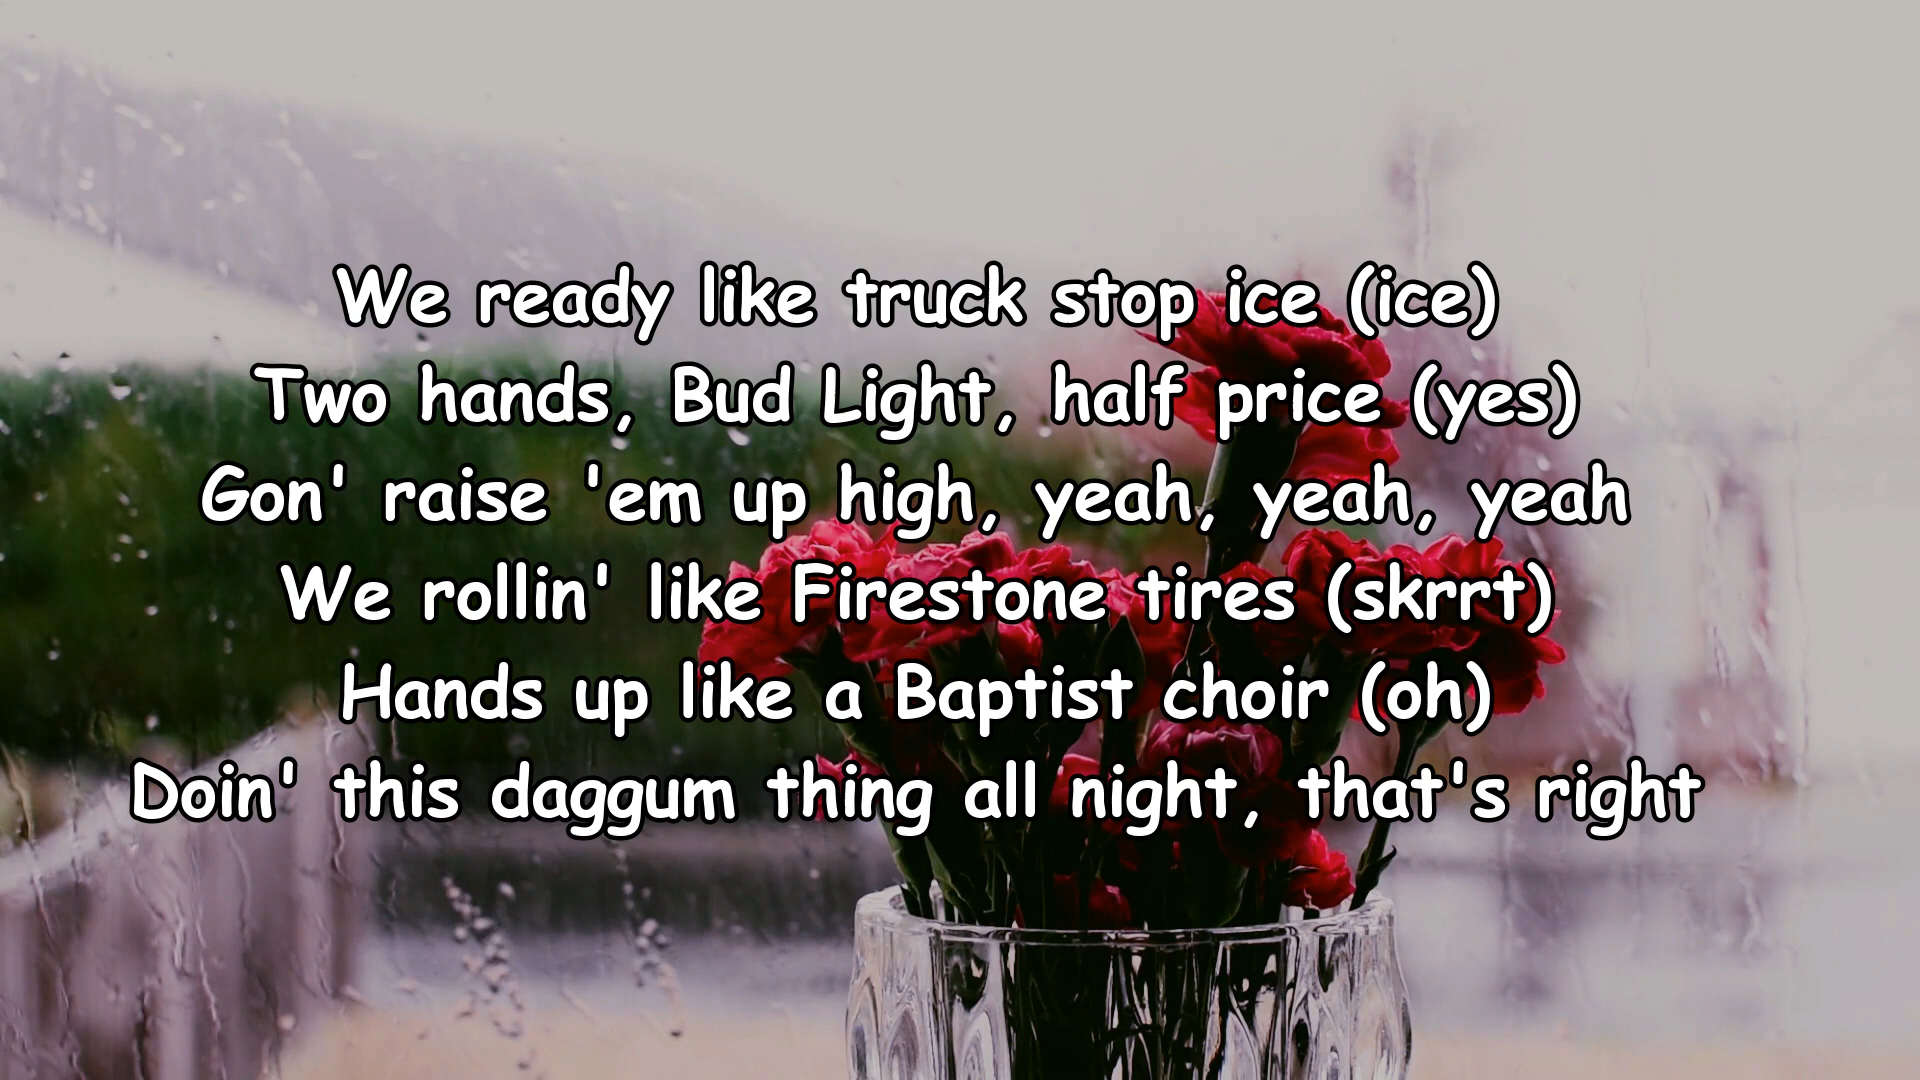 We ready like truck stop ice (ice)
Two hands, Bud Light, half price (yes)
Gon' raise 'em up high, yeah, yeah, yeah
We rollin' like Firestone tires (skrrt)
Hands up like a Baptist choir (oh)
Doin' this daggum thing all night, that's right